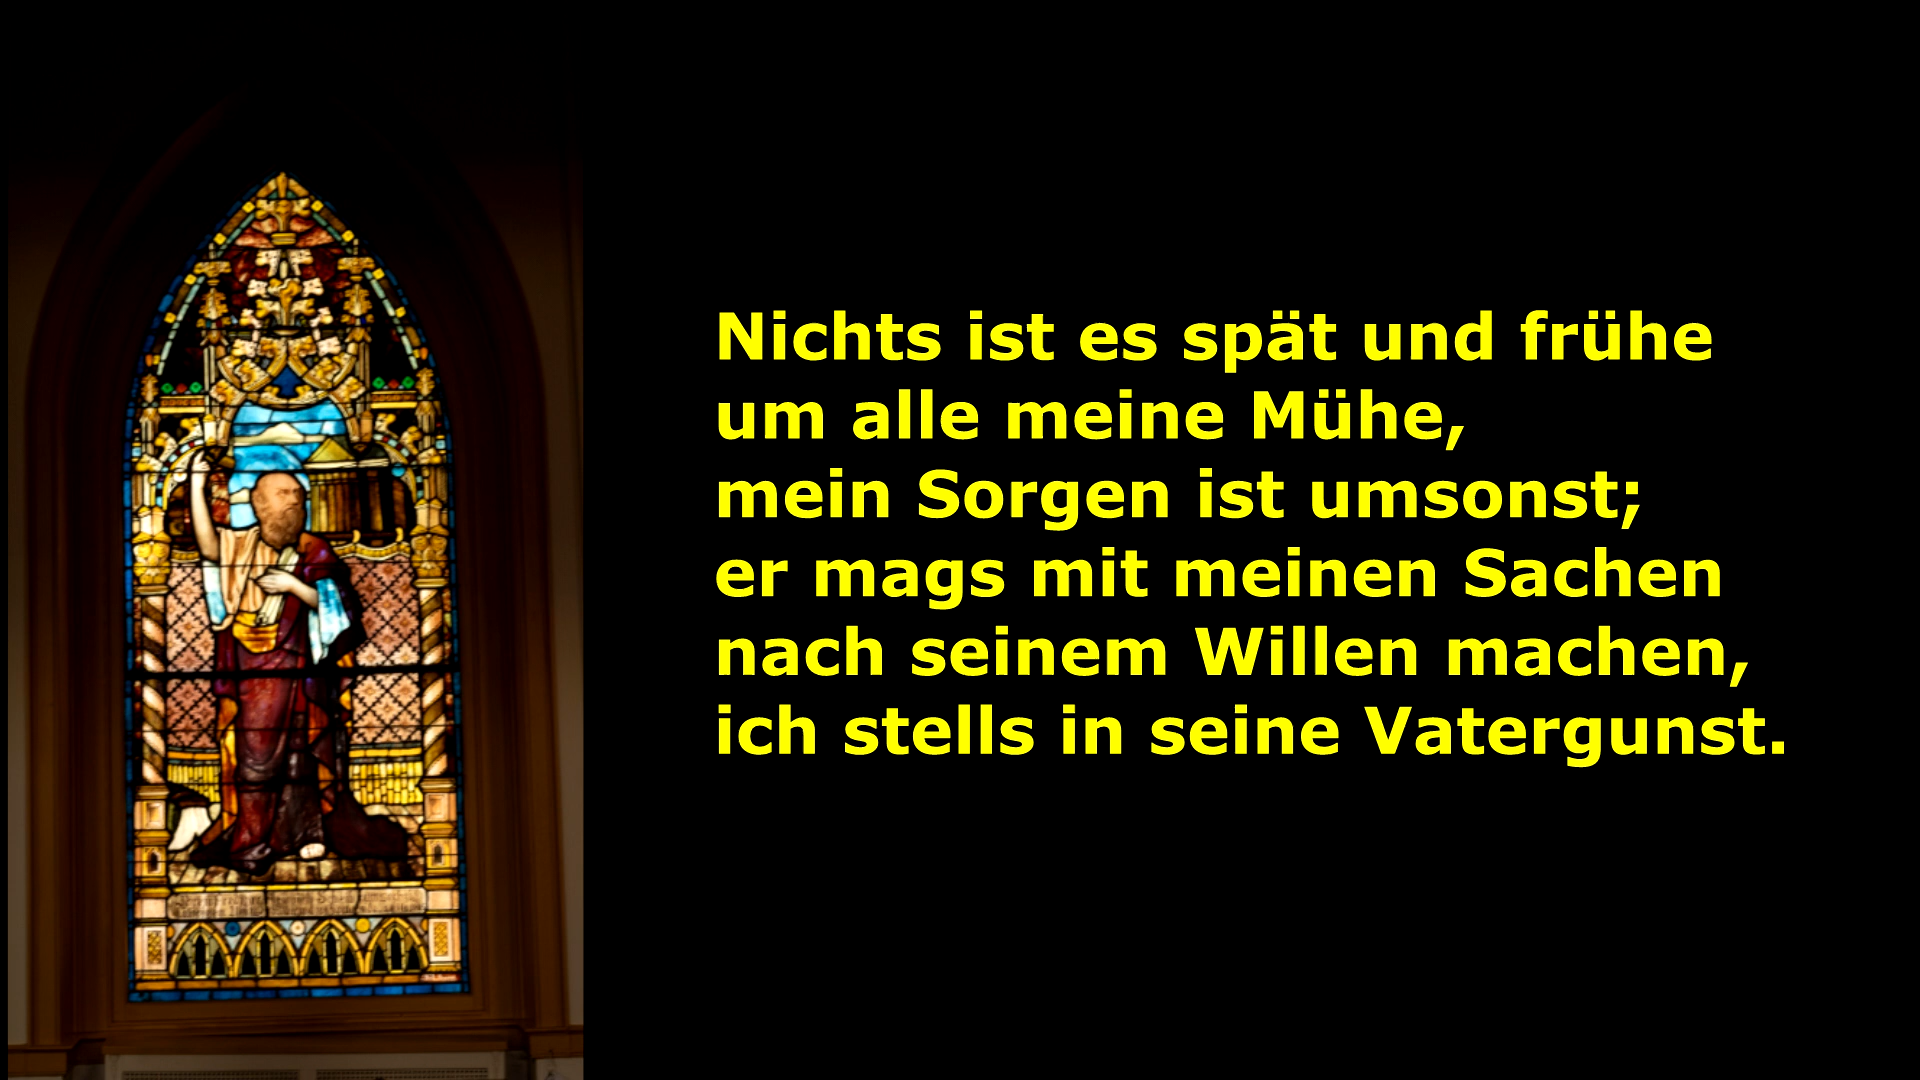 Nichts ist es spät und frühe
um alle meine Mühe,
mein Sorgen ist umsonst;
er mags mit meinen Sachen
nach seinem Willen machen,
ich stells in seine Vatergunst.